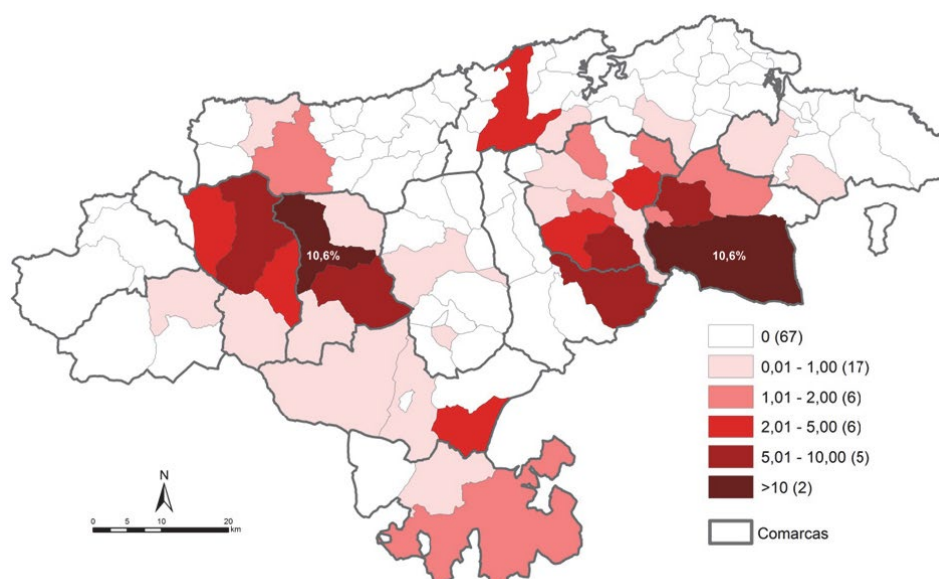 10,6%
10,6%
0 (67)
0,01 - 1,00 (17)
1,01 - 2,00 (6)
2,01 - 5,00 (6)
5,01 - 10,00 (5)
>10 (2)
Comarcas
N
0 5 10 20
km